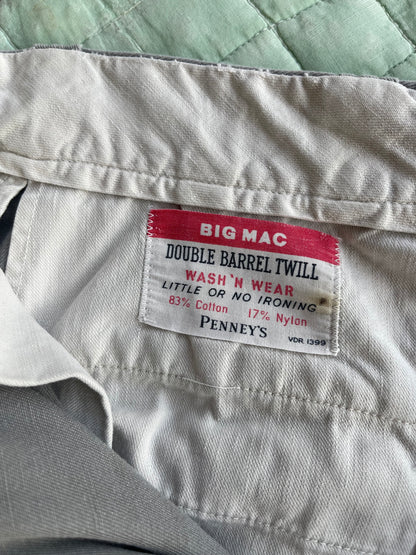 BIG MAC
DOUBLE BARREL TWILL
WASH 'N WEAR
LITTLE OR NO IRONING
83% Cotton 17% Nylon
PENNEY'S
VDR 1399